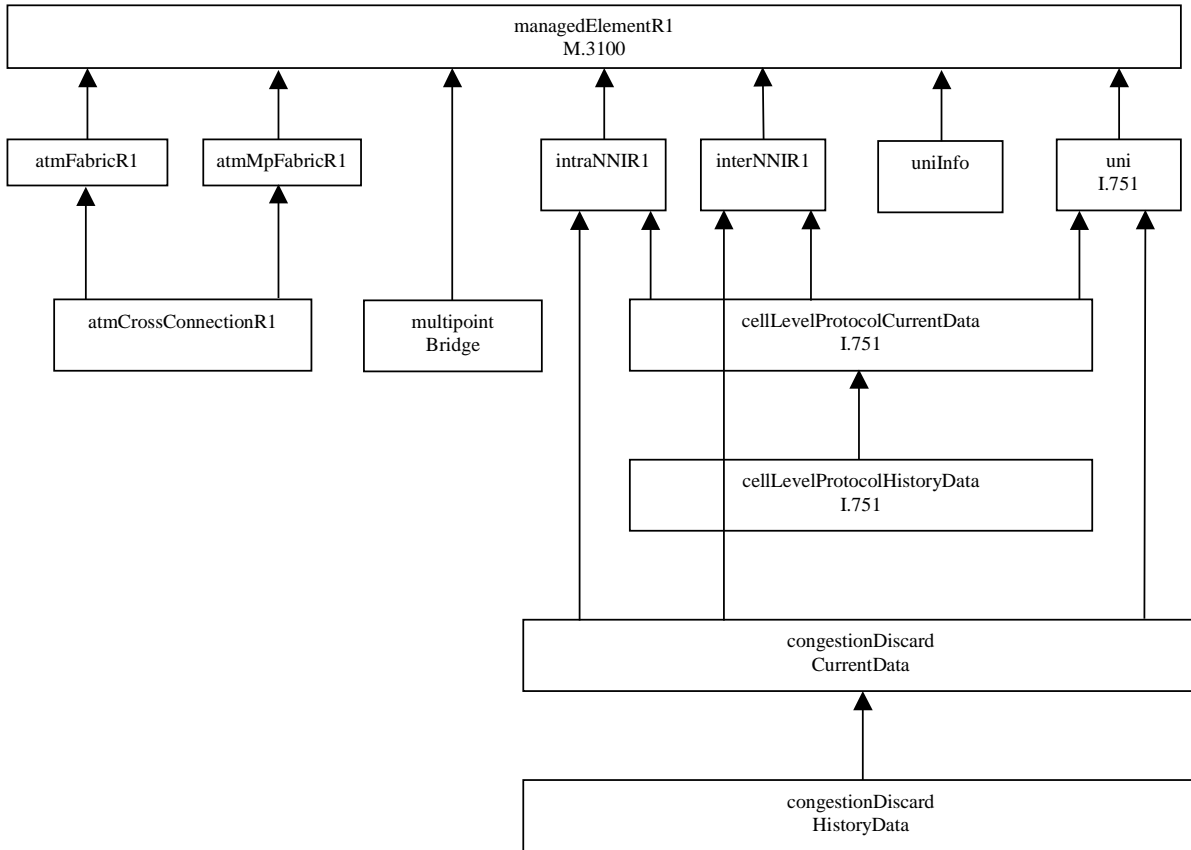 managedElementR1
M.3100
atmFabricR1
atmMpFabricR1
intraNNIR1
interNNIR1
uniInfo
uni
I.751
atmCrossConnectionR1
multipoint
Bridge
cellLevelProtocolCurrentData
I.751
cellLevelProtocolHistoryData
I.751
congestionDiscard
CurrentData
congestionDiscard
HistoryData